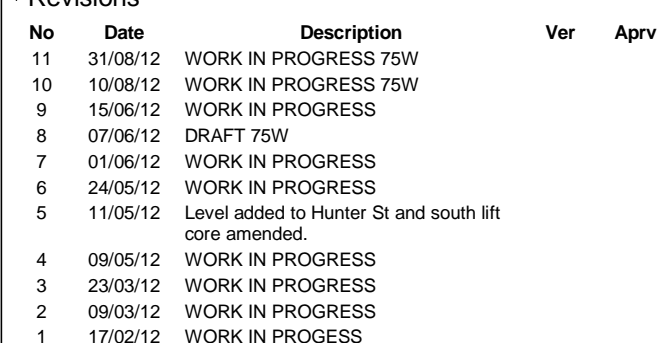 Revisions
No Date Description Ver Aprv
11 31/08/12 WORK IN PROGRESS 75W
10 10/08/12 WORK IN PROGRESS 75W
9 15/06/12 WORK IN PROGRESS
8 07/06/12 DRAFT 75W
7 01/06/12 WORK IN PROGRESS
6 24/05/12 WORK IN PROGRESS
5 11/05/12 Level added to Hunter St and south lift
core amended.
4 09/05/12 WORK IN PROGRESS
3 23/03/12 WORK IN PROGRESS
2 09/03/12 WORK IN PROGRESS
1 17/02/12 WORK IN PROGESS